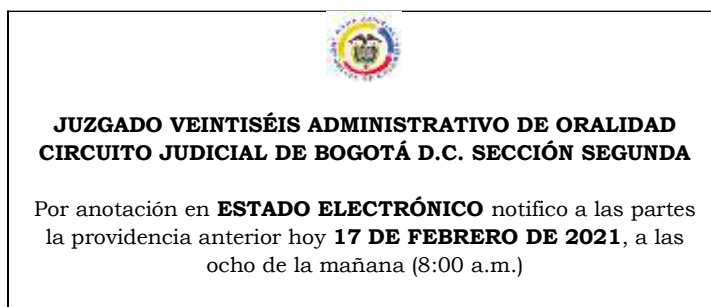 JUZGADO VEINTISÉIS ADMINISTRATIVO DE ORALIDAD
CIRCUITO JUDICIAL DE BOGOTÁ D.C. SECCIÓN SEGUNDA
Por anotación en ESTADO ELECTRÓNICO notifico a las partes
la providencia anterior hoy 17 DE FEBRERO DE 2021, a las
ocho de la mañana (8:00 a.m.)